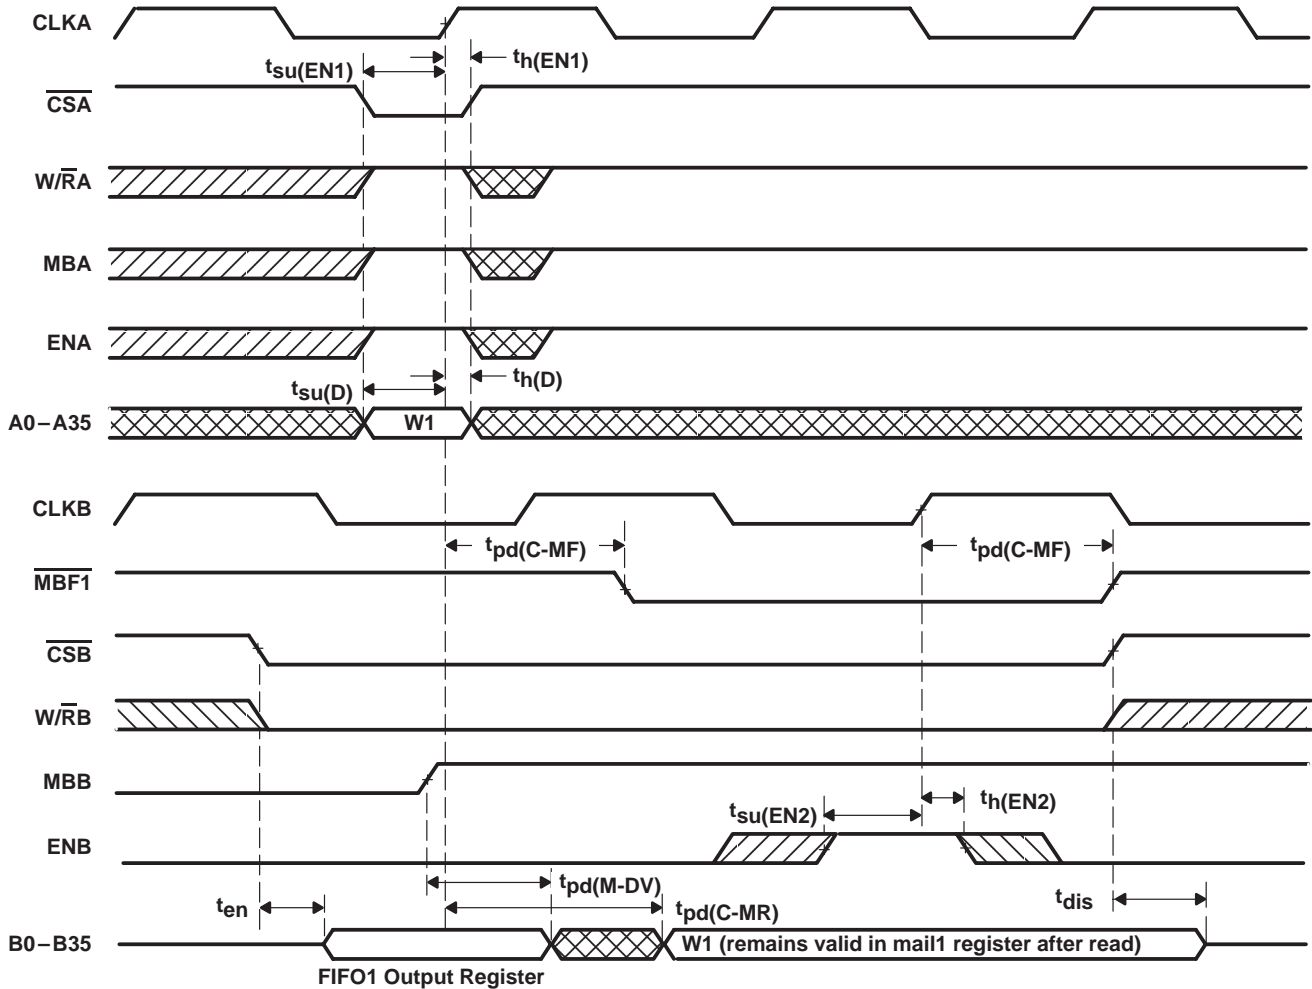 CLKA
tsu(EN1)
th(EN1)
CSA
W/RA
MBA
ENA
tsu(D)
th(D)
A0–A35
W1
CLKB
tpd(C-MF)
tpd(C-MF)
MBF1
CSB
W/RB
MBB
tsu(EN2)
th(EN2)
ENB
tpd(M-DV)
ten
tpd(C-MR)
tdis
B0–B35
W1 (remains valid in mail1 register after read)
FIFO1 Output Register